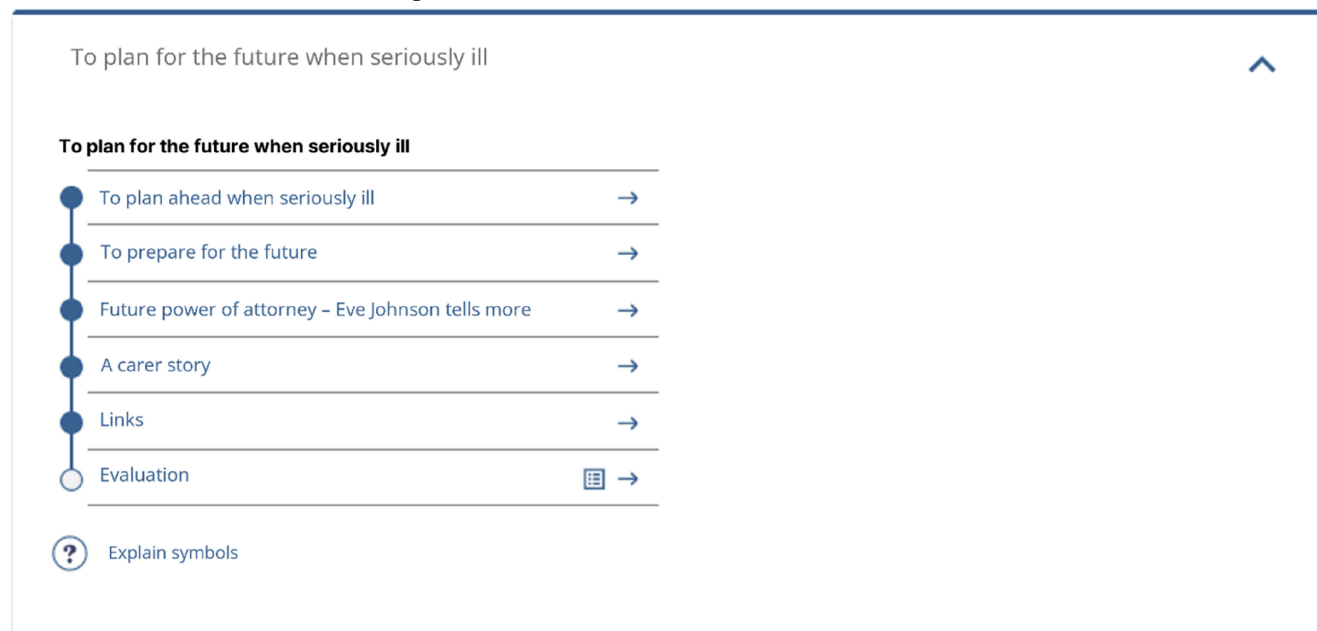 To plan for the future when seriously ill
To plan for the future when seriously ill
To plan ahead when seriously ill
To prepare for the future
Future power of attorney – Eve Johnson tells more
A carer story
Links
Evaluation
? Explain symbols